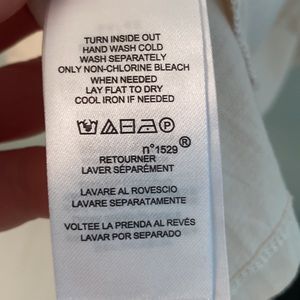 TURN INSIDE OUT
HAND WASH COLD
WASH SEPARATELY
ONLY NON-CHLORINE BLEACH
WHEN NEEDED
LAY FLAT TO DRY
COOL IRON IF NEEDED
n°1529®
RETOURNER
LAVER SÉPARÉMENT
LAVARE AL ROVESCIO
LAVARE SEPARATAMENTE
VOLTEE LA PRENDA AL REVÉS
LAVAR POR SEPARADO